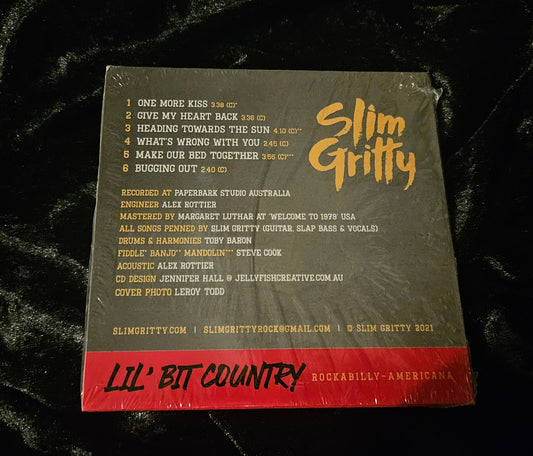 1 ONE MORE KISS 3:38 (C)*
2 GIVE MY HEART BACK 3:36 (C)
3 HEADING TOWARDS THE SUN 4:10 (C)**
4 WHAT'S WRONG WITH YOU 2:45 (C)
5 MAKE OUR BED TOGETHER 3:56 (C)***
6 BUGGING OUT 2:40 (C)
Slim
Gritty
RECORDED AT PAPERBARK STUDIO AUSTRALIA
ENGINEER ALEX ROTTIER
MASTERED BY MARGARET LUTHAR AT 'WELCOME TO 1979' USA
ALL SONGS PENNED BY SLIM GRITTY (GUITAR, SLAP BASS & VOCALS)
DRUMS & HARMONIES TOBY BARON
FIDDLE* BANJO** MANDOLIN*** STEVE COOK
ACOUSTIC ALEX ROTTIER
CD DESIGN JENNIFER HALL @ JELLYFISHCREATIVE.COM.AU
COVER PHOTO LEROY TODD
SLIMGRITTY.COM | SLIMGRITTYROCK@GMAIL.COM | © SLIM GRITTY 2021
LIL' BIT COUNTRY ROCKABILLY-AMERICANA